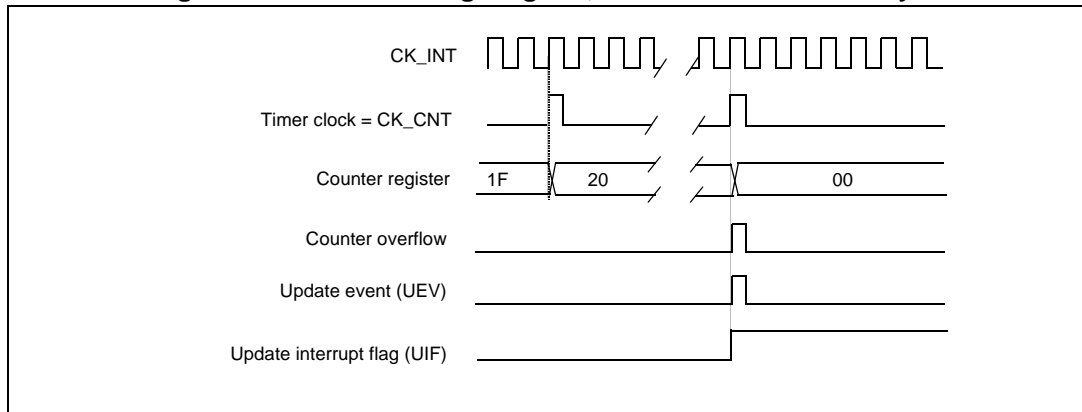 CK_INT
Timer clock = CK_CNT
Counter register 1F 20 00
Counter overflow
Update event (UEV)
Update interrupt flag (UIF)